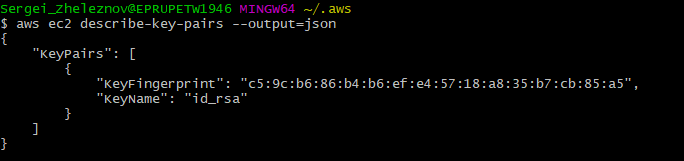 Sergei_Zheleznov@EPRUPETW1946 MINGW64 ~/.aws
$ aws ec2 describe-key-pairs --output=json
{
    "KeyPairs": [
        {
            "KeyFingerprint": "c5:9c:b6:86:b4:b6:ef:e4:57:18:a8:35:b7:cb:85:a5",
            "KeyName": "id_rsa"
        }
    ]
}